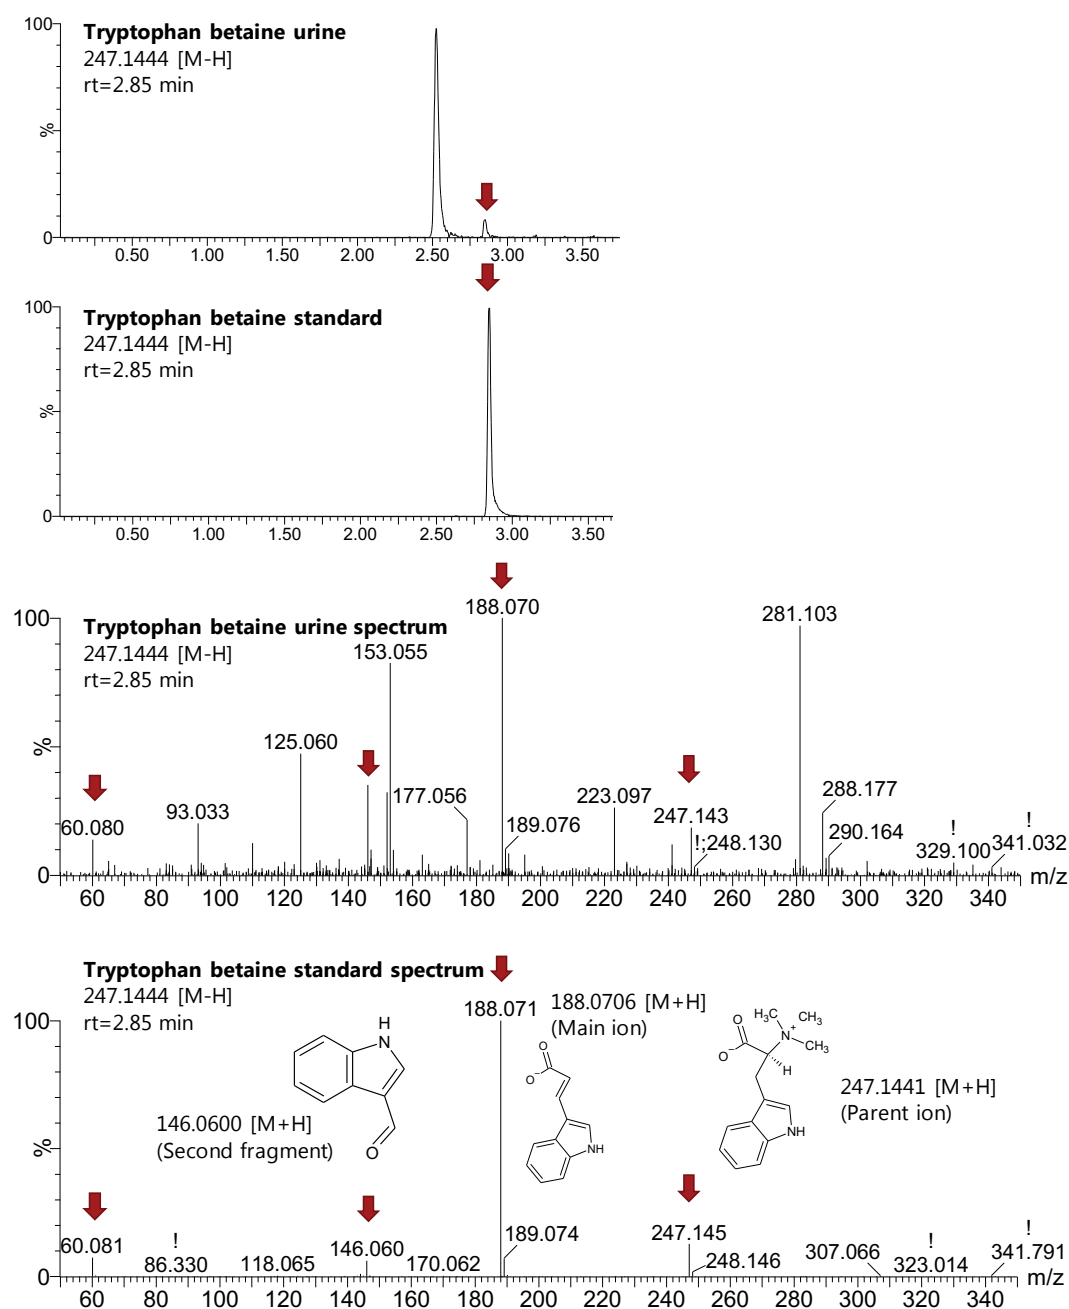 Tryptophan betaine urine
247.1444 [M-H]
rt=2.85 min
100
%
0
0.50 1.00 1.50 2.00 2.50 3.00 3.50
Tryptophan betaine standard
247.1444 [M-H]
rt=2.85 min
100
%
0
0.50 1.00 1.50 2.00 2.50 3.00 3.50
Tryptophan betaine urine spectrum
247.1444 [M-H]
rt=2.85 min
100
%
0
188.070
281.103
153.055
125.060
177.056
223.097
288.177
60.080
93.033
189.076
247.143
!;248.130
290.164
!
329.100
!
341.032
m/z
60 80 100 120 140 160 180 200 220 240 260 280 300 320 340
Tryptophan betaine standard spectrum
247.1444 [M-H]
rt=2.85 min
100
%
0
188.071
188.0706 [M+H]
(Main ion)
H
N
O
146.0600 [M+H]
(Second fragment)
O
O-
NH
H3C
CH3
N+
CH3
O
O-
H
NH
247.1441 [M+H]
(Parent ion)
60.081
!
86.330
118.065
146.060
170.062
189.074
247.145
248.146
307.066
!
323.014
!
341.791
m/z
60 80 100 120 140 160 180 200 220 240 260 280 300 320 340